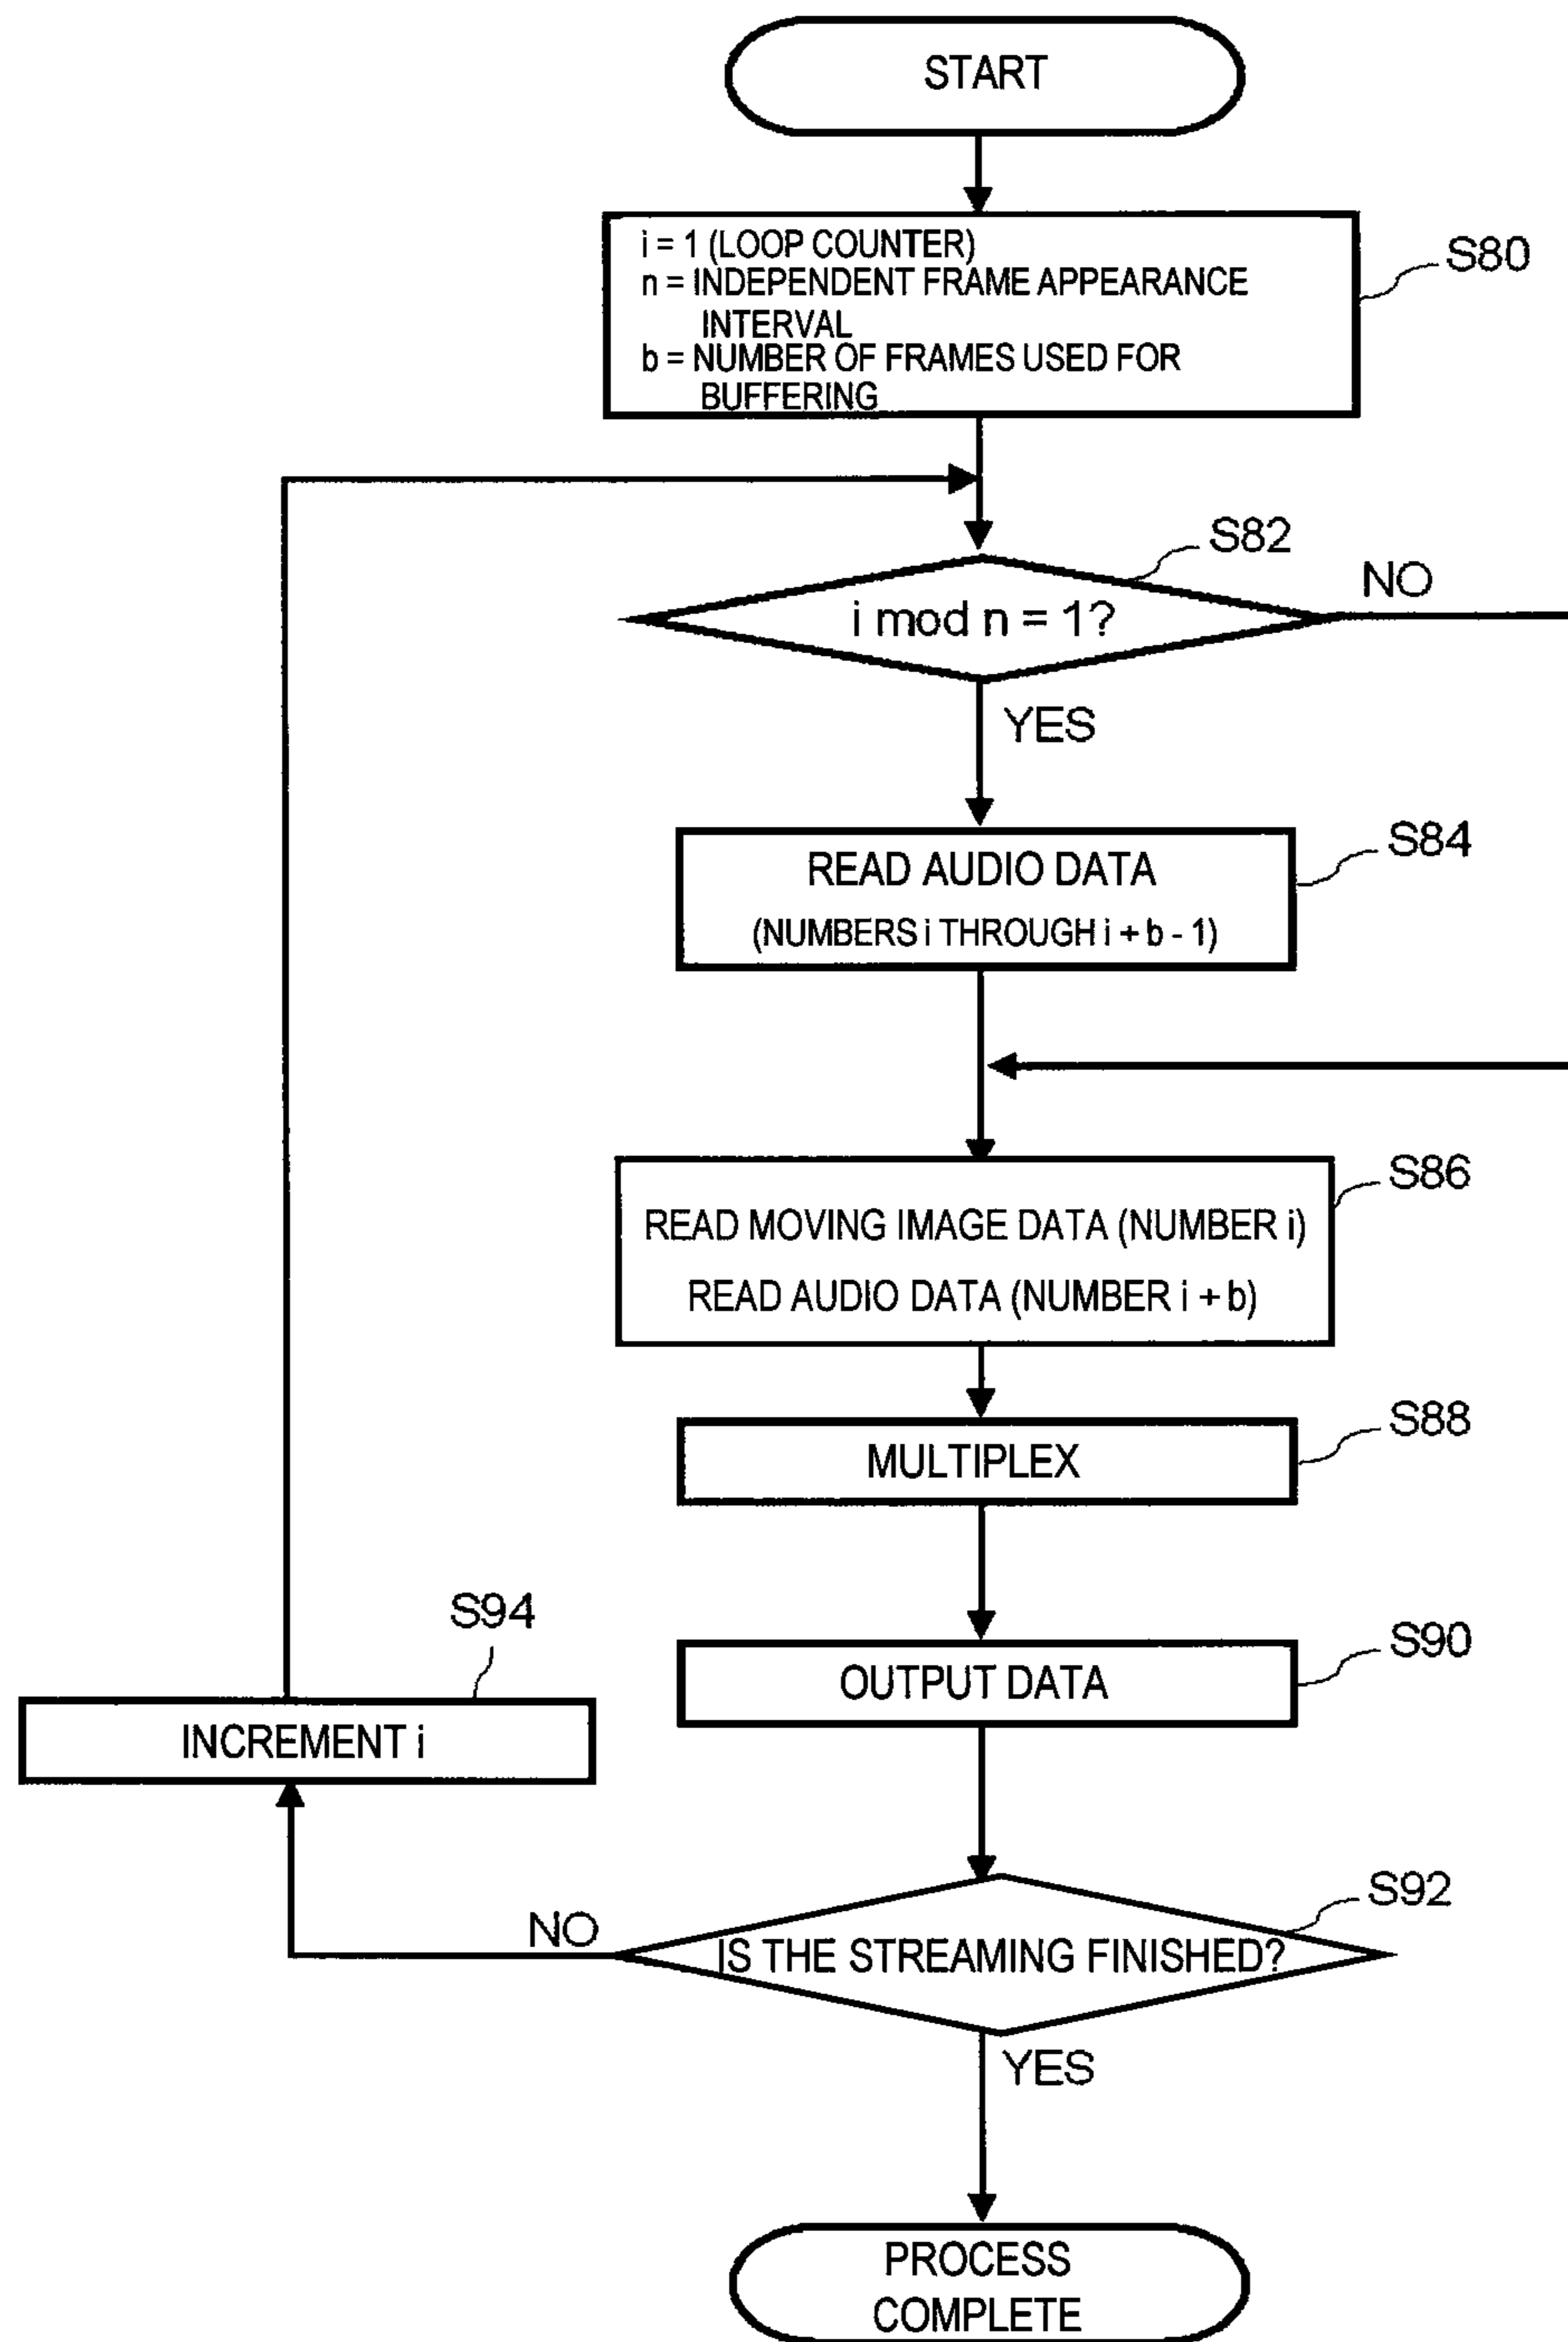 START
i = 1 (LOOP COUNTER)
n = INDEPENDENT FRAME APPEARANCE
INTERVAL
b = NUMBER OF FRAMES USED FOR
BUFFERING
S80
S82
i mod n = 1?
NO
YES
S84
READ AUDIO DATA
(NUMBERS i THROUGH i + b - 1)
S86
READ MOVING IMAGE DATA (NUMBER i)
READ AUDIO DATA (NUMBER i + b)
S88
MULTIPLEX
S90
OUTPUT DATA
S94
INCREMENT i
S92
IS THE STREAMING FINISHED?
NO
YES
PROCESS
COMPLETE